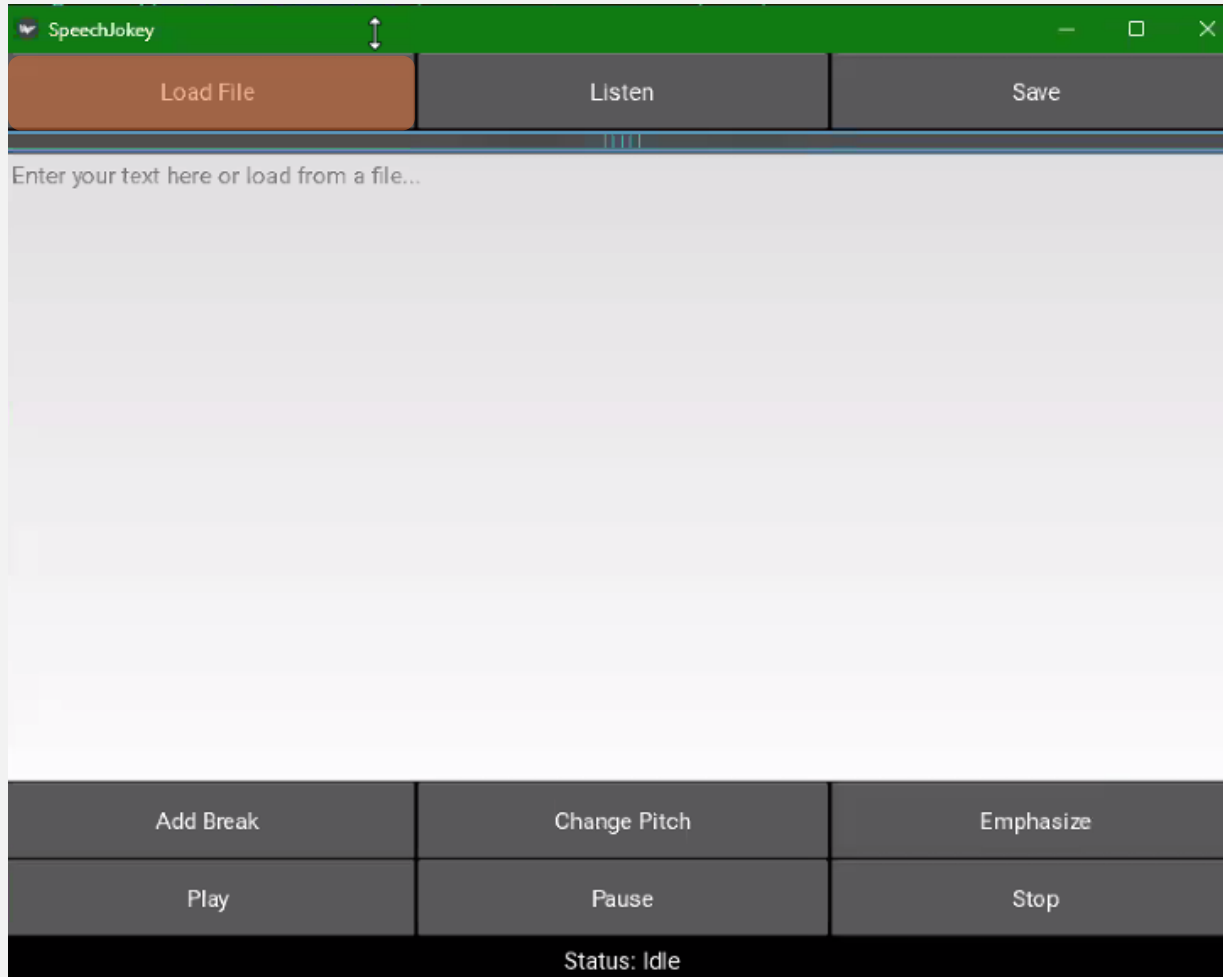 SpeechJokey
Load File Listen Save
Enter your text here or load from a file...
Add Break Change Pitch Emphasize
Play Pause Stop
Status: Idle